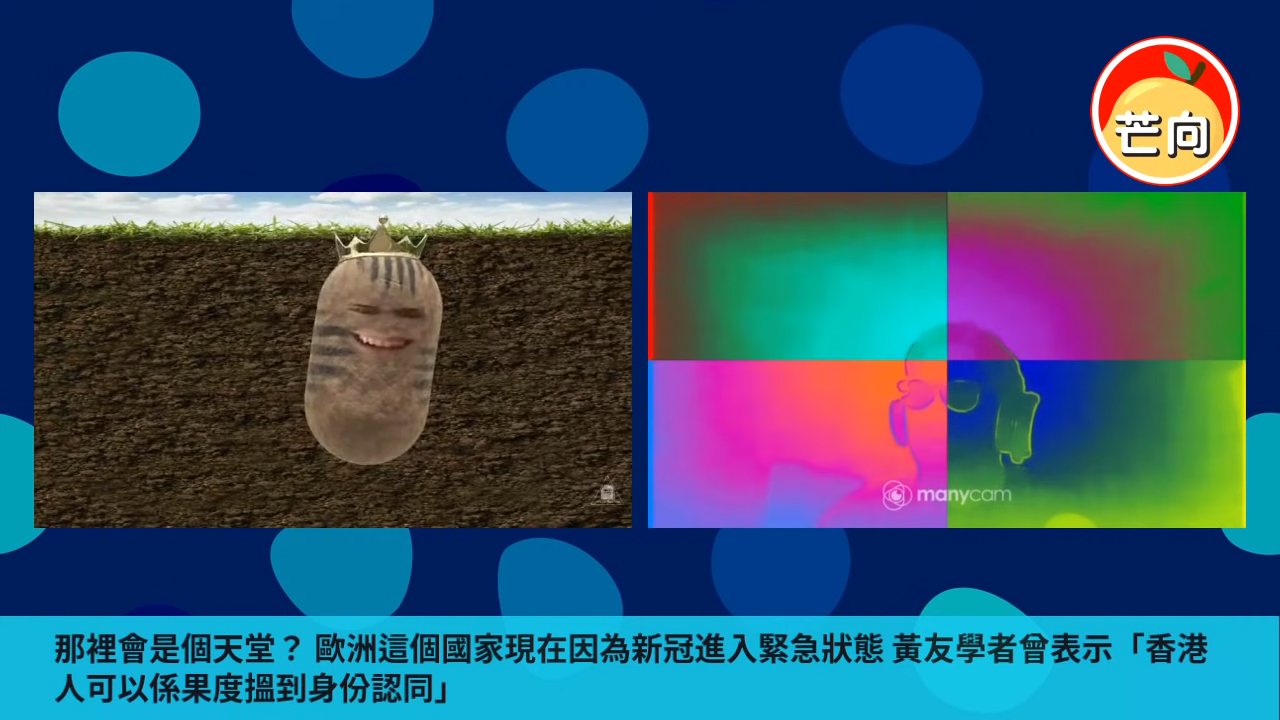 芒向
manycam
那裡會是個天堂？ 歐洲這個國家現在因為新冠進入緊急狀態 黃友學者曾表示「香港
人可以係果度搵到身份認同」